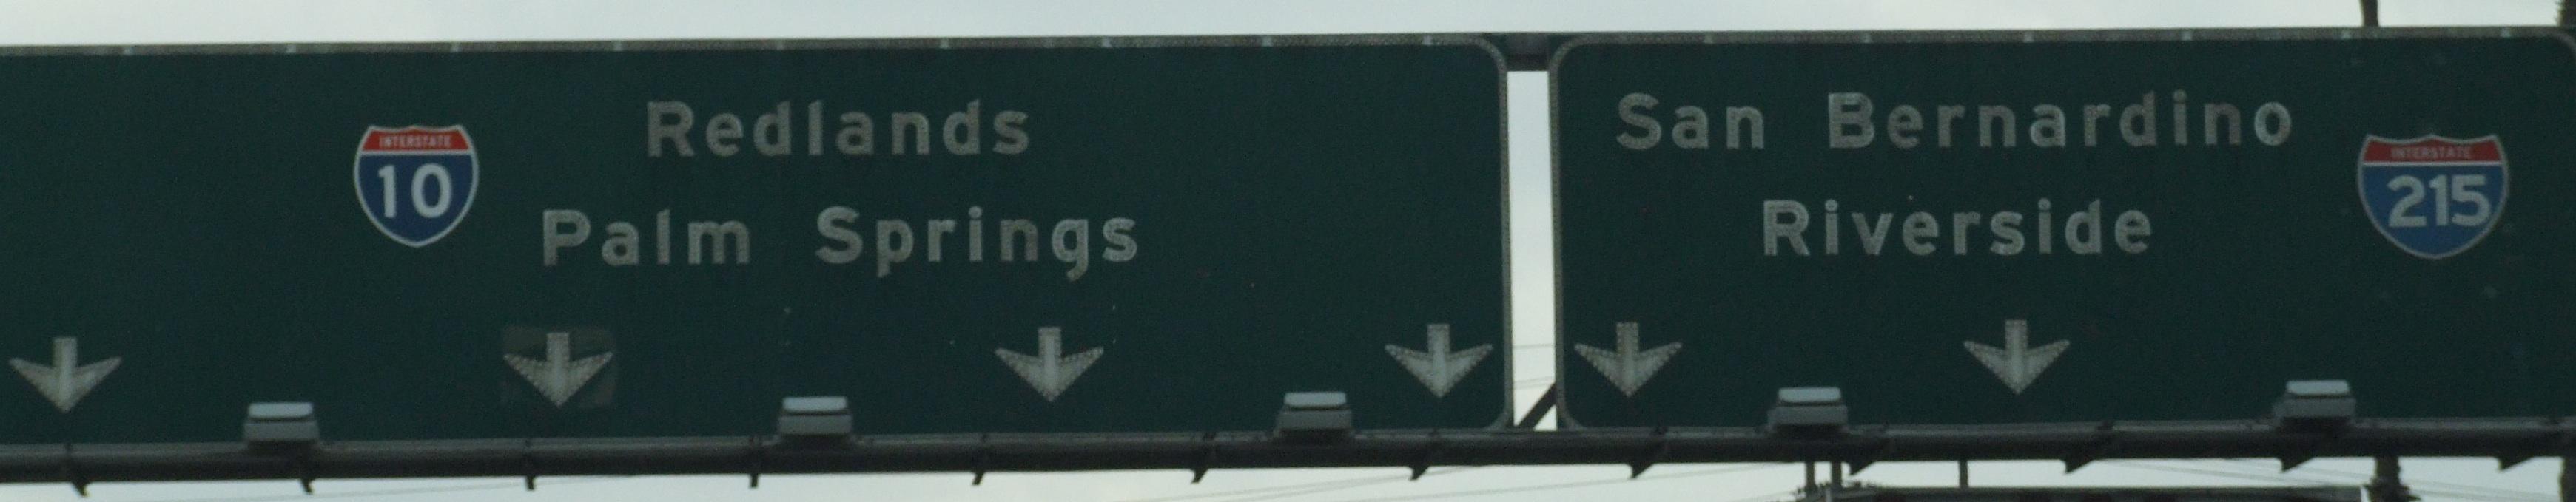 INTERSTATE
10
Redlands
Palm Springs
San Bernardino
Riverside
INTERSTATE
215